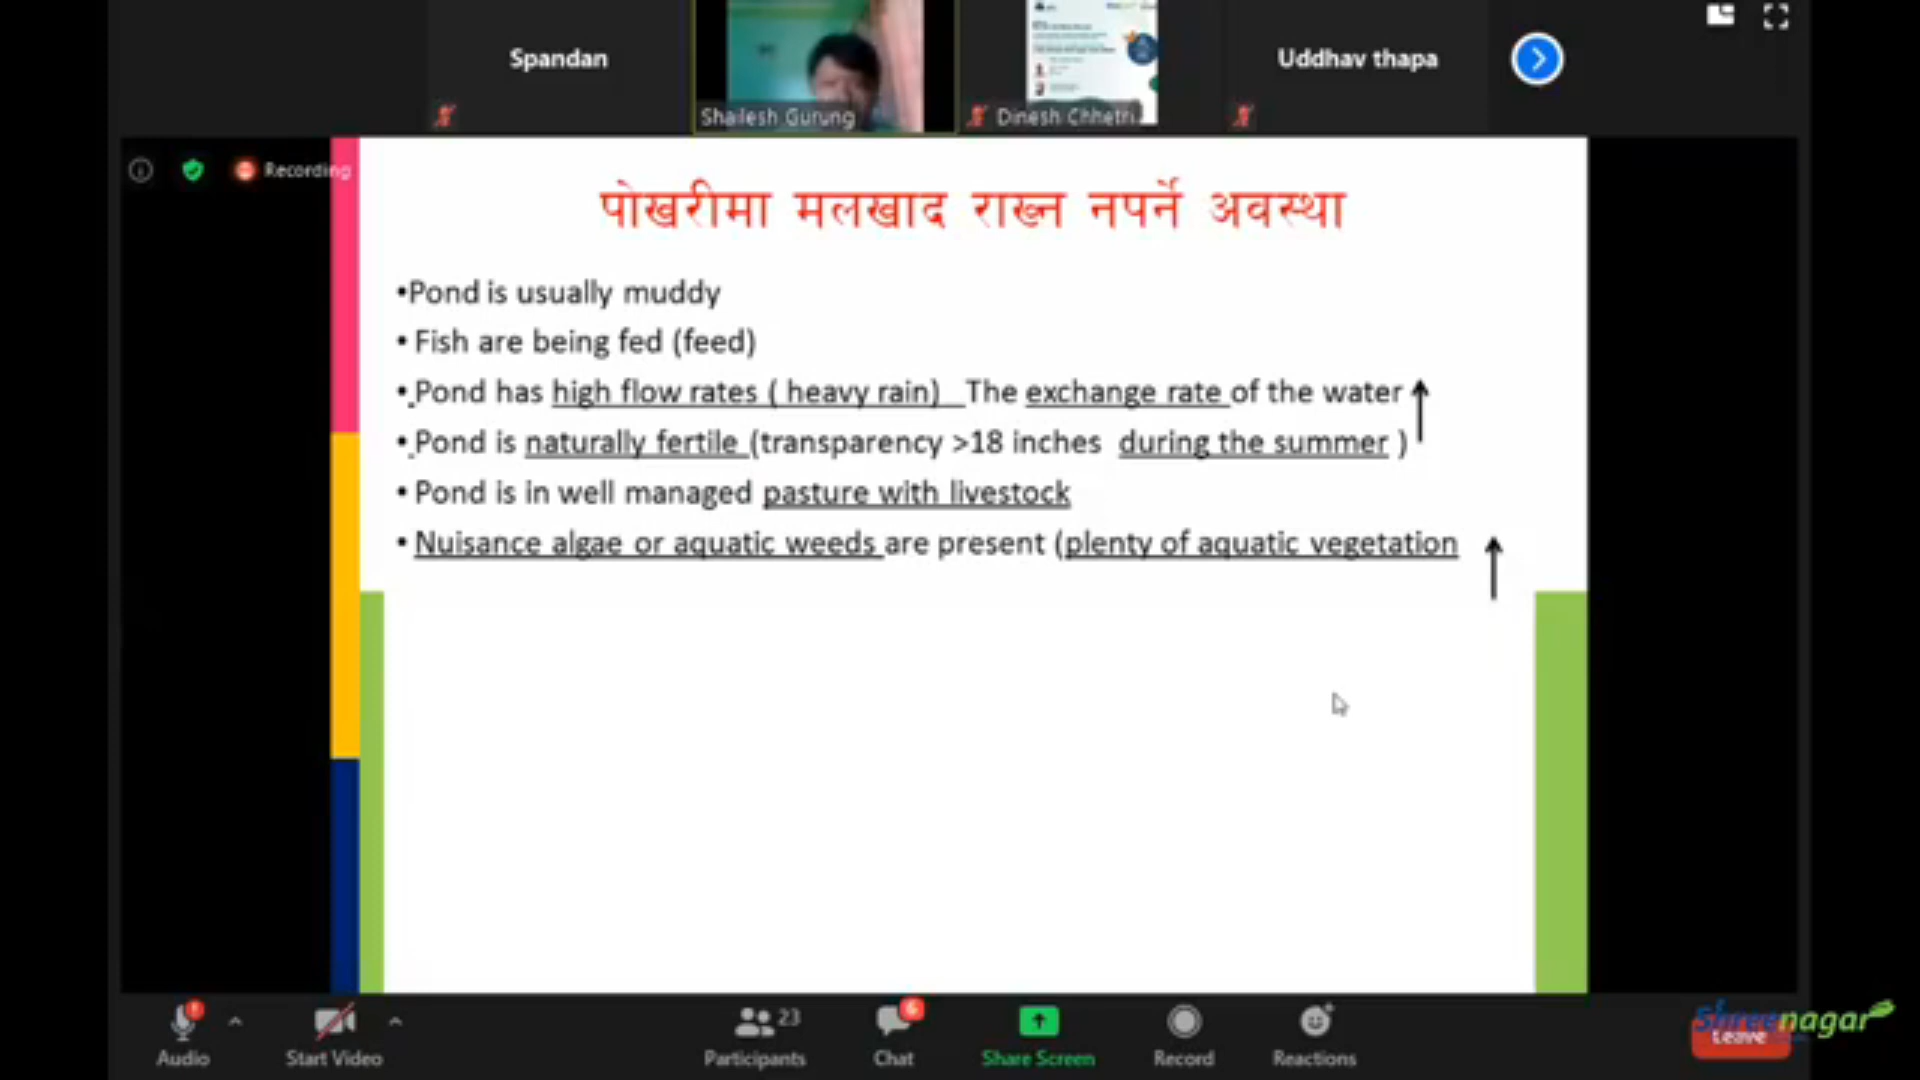 Spandan
Uddhav thapa
Shailesh Gurung
Dinesh Chhetri
Recording
पोखरीमा मलखाद राख्न नपर्ने अवस्था
•Pond is usually muddy
• Fish are being fed (feed)
• Pond has high flow rates ( heavy rain) The exchange rate of the water
• Pond is naturally fertile (transparency >18 inches during the summer )
• Pond is in well managed pasture with livestock
• Nuisance algae or aquatic weeds are present (plenty of aquatic vegetation
23
6
Shreenagar
Audio
Start Video
Participants
Chat
Share Screen
Record
Reactions
Leave